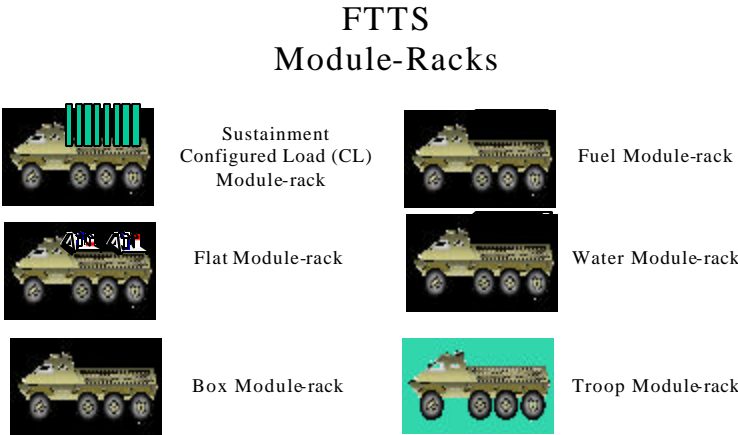 FTTS
Module-Racks
Sustainment
Configured Load (CL)
Module-rack
Fuel Module-rack
Flat Module-rack
Water Module-rack
Box Module-rack
Troop Module-rack